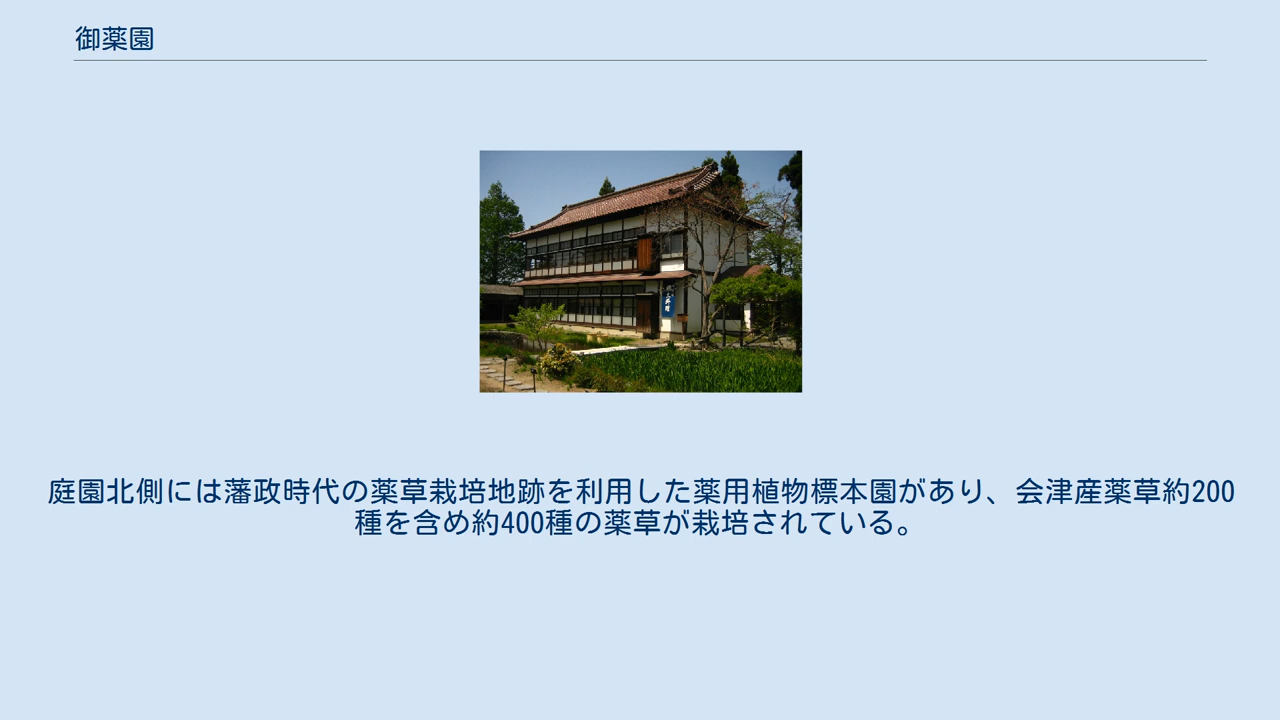 御薬園
庭園北側には藩政時代の薬草栽培地跡を利用した薬用植物標本園があり、会津産薬草約200
種を含め約400種の薬草が栽培されている。